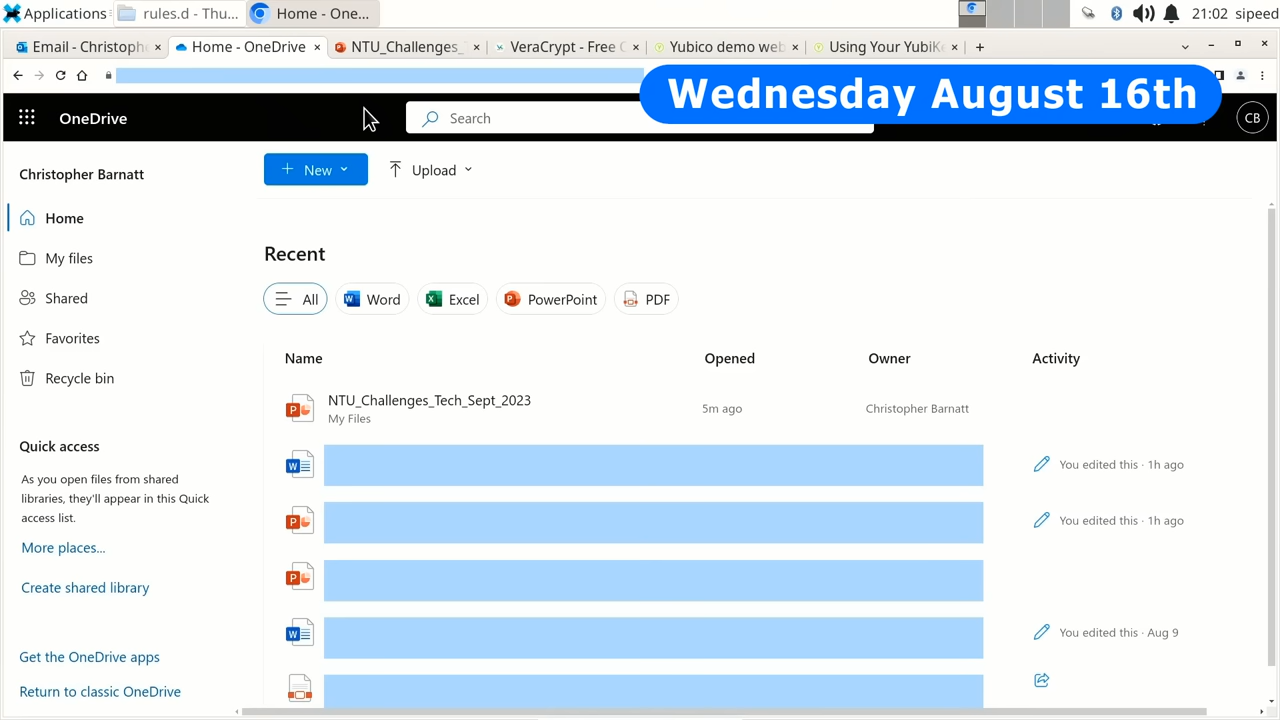 Applications
rules.d - Thu...
Home - One...
21:02 sipeed
Email - Christoph
Home - OneDrive
NTU_Challenges_
VeraCrypt - Free
Yubico demo web
Using Your YubiK
Wednesday August 16th
OneDrive
Search
CB
Christopher Barnatt
New
Upload
Home
My files
Shared
Favorites
Recycle bin
Recent
All
Word
Excel
PowerPoint
PDF
Name Opened Owner Activity
NTU_Challenges_Tech_Sept_2023
My Files
5m ago
Christopher Barnatt
You edited this · 1h ago
You edited this · 1h ago
You edited this · Aug 9
Quick access
As you open files from shared
libraries, they'll appear in this Quick
access list.
More places...
Create shared library
Get the OneDrive apps
Return to classic OneDrive